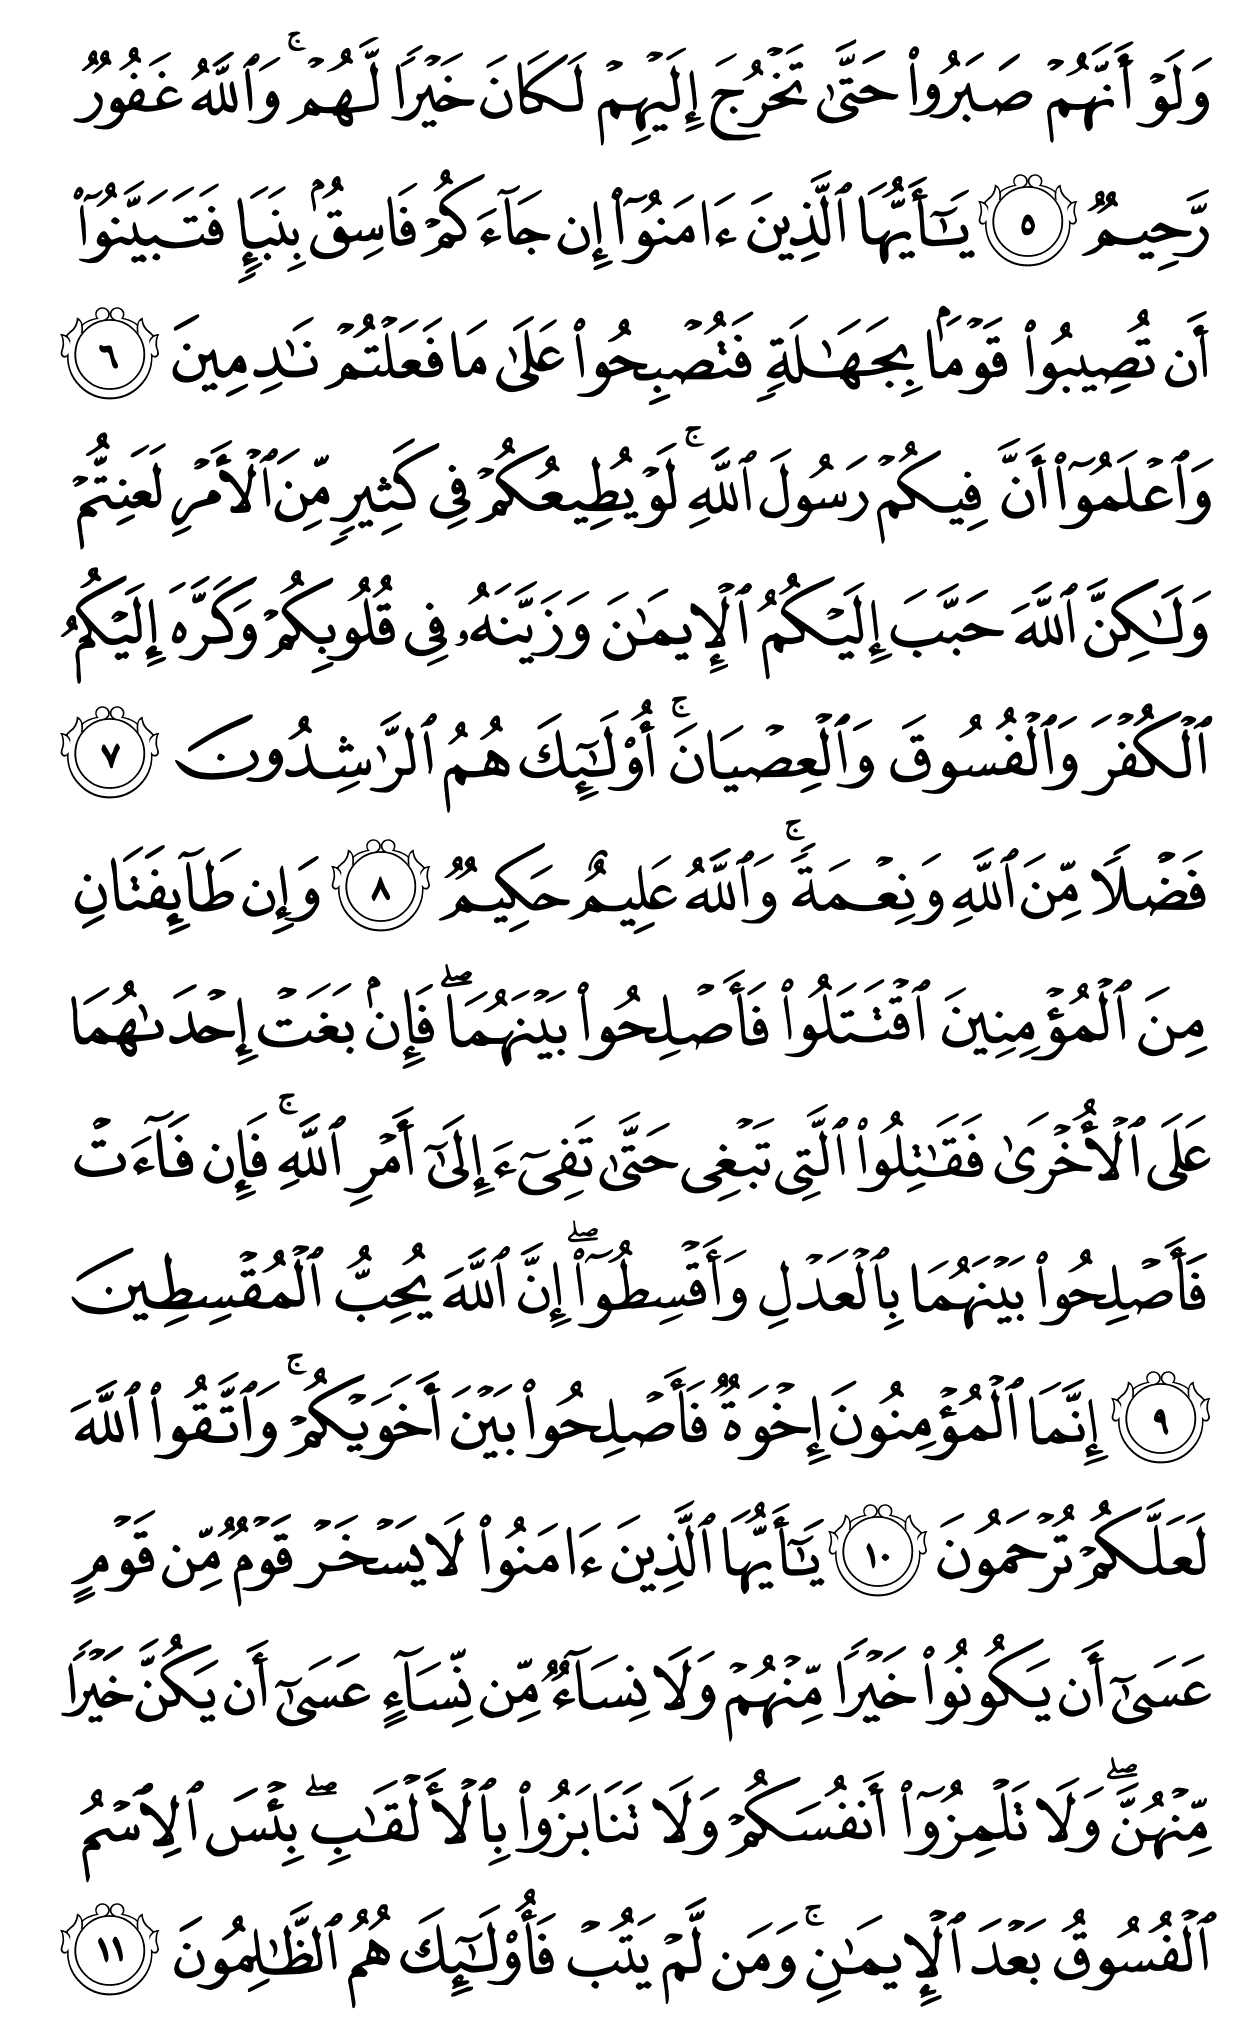 وَلَوۡ أَنَّهُمۡ صَبَرُواْ حَتَّىٰ تَخۡرُجَ إِلَيۡهِمۡ لَكَانَ خَيۡرٗا لَّهُمۡۚ وَٱللَّهُ غَفُورٞ
رَّحِيمٞ ٥ يَٰٓأَيُّهَا ٱلَّذِينَ ءَامَنُوٓاْ إِن جَآءَكُمۡ فَاسِقُۢ بِنَبَإٖ فَتَبَيَّنُوٓاْ
أَن تُصِيبُواْ قَوۡمَۢا بِجَهَٰلَةٖ فَتُصۡبِحُواْ عَلَىٰ مَا فَعَلۡتُمۡ نَٰدِمِينَ ٦
وَٱعۡلَمُوٓاْ أَنَّ فِيكُمۡ رَسُولَ ٱللَّهِۚ لَوۡ يُطِيعُكُمۡ فِي كَثِيرٖ مِّنَ ٱلۡأَمۡرِ لَعَنِتُّمۡ
وَلَٰكِنَّ ٱللَّهَ حَبَّبَ إِلَيۡكُمُ ٱلۡإِيمَٰنَ وَزَيَّنَهُۥ فِي قُلُوبِكُمۡ وَكَرَّهَ إِلَيۡكُمُ
ٱلۡكُفۡرَ وَٱلۡفُسُوقَ وَٱلۡعِصۡيَانَۚ أُوْلَٰٓئِكَ هُمُ ٱلرَّٰشِدُونَ ٧
فَضۡلٗا مِّنَ ٱللَّهِ وَنِعۡمَةٗۚ وَٱللَّهُ عَلِيمٌ حَكِيمٞ ٨ وَإِن طَآئِفَتَانِ
مِنَ ٱلۡمُؤۡمِنِينَ ٱقۡتَتَلُواْ فَأَصۡلِحُواْ بَيۡنَهُمَاۖ فَإِنۢ بَغَتۡ إِحۡدَىٰهُمَا
عَلَى ٱلۡأُخۡرَىٰ فَقَٰتِلُواْ ٱلَّتِي تَبۡغِي حَتَّىٰ تَفِيٓءَ إِلَىٰٓ أَمۡرِ ٱللَّهِۚ فَإِن فَآءَتۡ
فَأَصۡلِحُواْ بَيۡنَهُمَا بِٱلۡعَدۡلِ وَأَقۡسِطُوٓاْۖ إِنَّ ٱللَّهَ يُحِبُّ ٱلۡمُقۡسِطِينَ
٩ إِنَّمَا ٱلۡمُؤۡمِنُونَ إِخۡوَةٞ فَأَصۡلِحُواْ بَيۡنَ أَخَوَيۡكُمۡۚ وَٱتَّقُواْ ٱللَّهَ
لَعَلَّكُمۡ تُرۡحَمُونَ ١٠ يَٰٓأَيُّهَا ٱلَّذِينَ ءَامَنُواْ لَا يَسۡخَرۡ قَوۡمٞ مِّن قَوۡمٍ
عَسَىٰٓ أَن يَكُونُواْ خَيۡرٗا مِّنۡهُمۡ وَلَا نِسَآءٞ مِّن نِّسَآءٍ عَسَىٰٓ أَن يَكُنَّ خَيۡرٗا
مِّنۡهُنَّۖ وَلَا تَلۡمِزُوٓاْ أَنفُسَكُمۡ وَلَا تَنَابَزُواْ بِٱلۡأَلۡقَٰبِۖ بِئۡسَ ٱلِٱسۡمُ
ٱلۡفُسُوقُ بَعۡدَ ٱلۡإِيمَٰنِۚ وَمَن لَّمۡ يَتُبۡ فَأُوْلَٰٓئِكَ هُمُ ٱلظَّٰلِمُونَ ١١